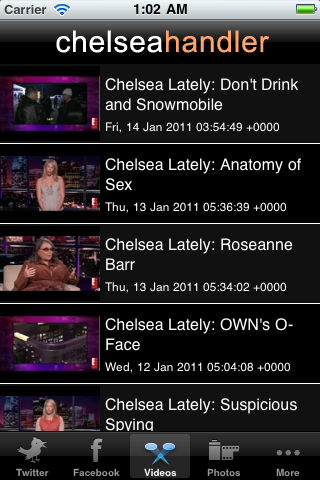 Carrier 1:02 AM
chelseahandler
Chelsea Lately: Don't Drink
and Snowmobile
Fri, 14 Jan 2011 03:54:49 +0000
Chelsea Lately: Anatomy of
Sex
Thu, 13 Jan 2011 05:36:39 +0000
Chelsea Lately: Roseanne
Barr
Thu, 13 Jan 2011 05:34:02 +0000
Chelsea Lately: OWN's O-
Face
Wed, 12 Jan 2011 05:04:08 +0000
Chelsea Lately: Suspicious
Spying
Twitter Facebook Videos Photos More